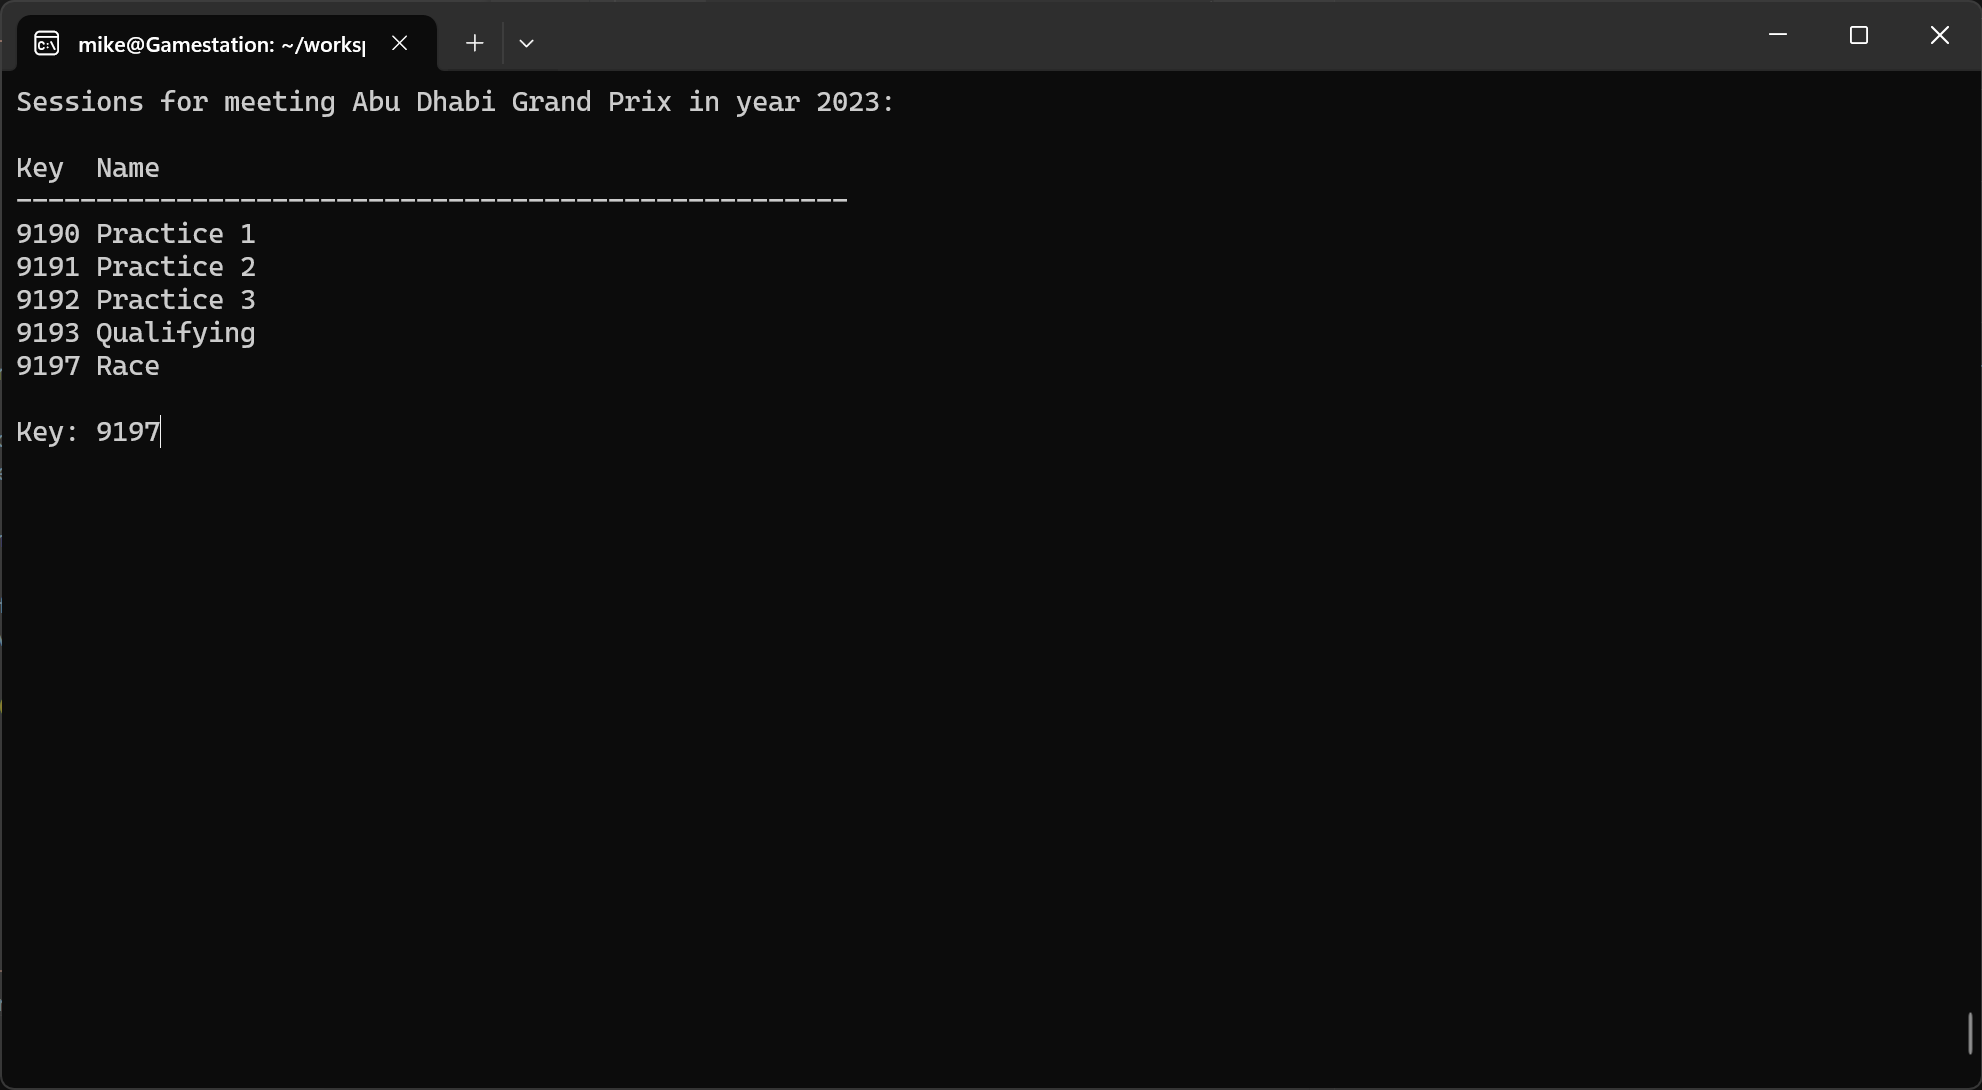 mike@Gamestation: ~/works
Sessions for meeting Abu Dhabi Grand Prix in year 2023:
Key  Name
----------------------------------------------------
9190 Practice 1
9191 Practice 2
9192 Practice 3
9193 Qualifying
9197 Race
Key: 9197